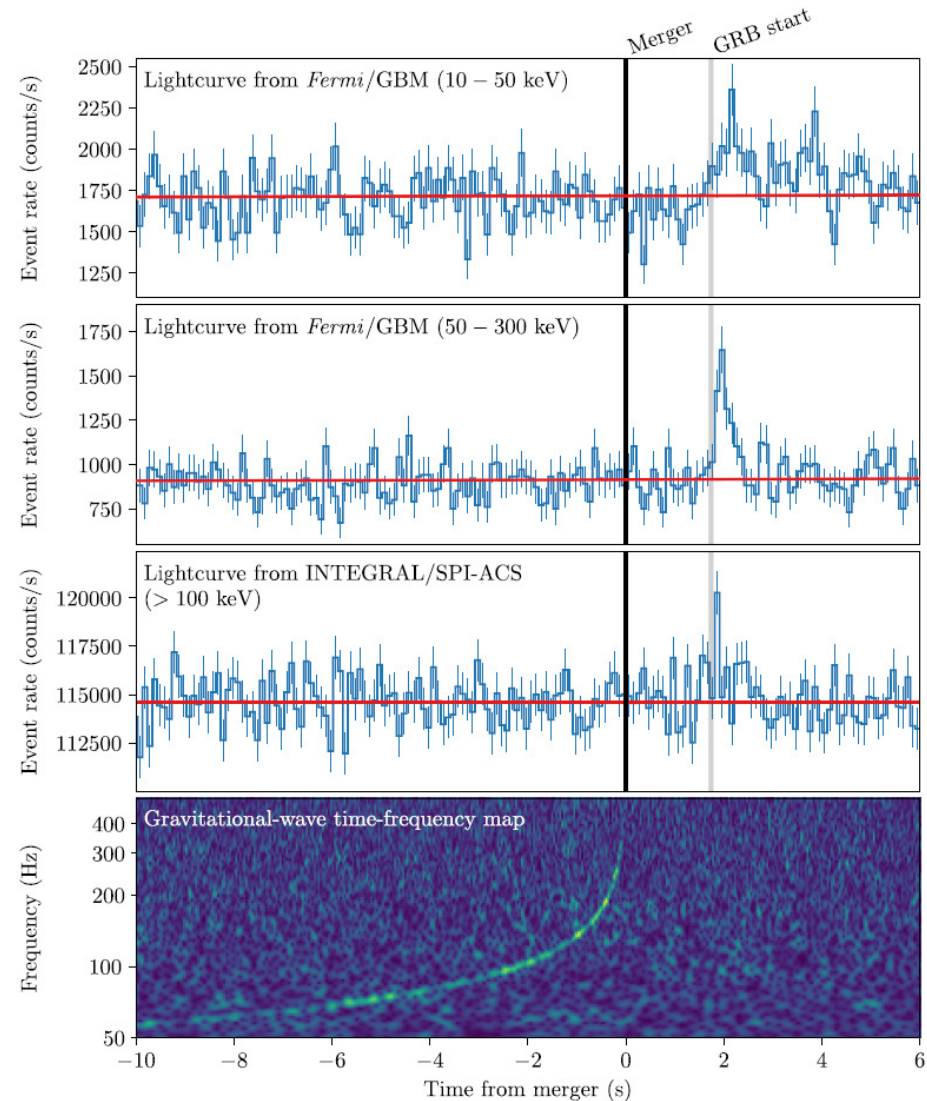 Merger
GRB start
Lightcurve from Fermi/GBM (10 − 50 keV)
Event rate (counts/s)
2500
2250
2000
1750
1500
1250
Lightcurve from Fermi/GBM (50 − 300 keV)
Event rate (counts/s)
1750
1500
1250
1000
750
Lightcurve from INTEGRAL/SPI-ACS
(> 100 keV)
Event rate (counts/s)
120000
117500
115000
112500
Gravitational-wave time-frequency map
Frequency (Hz)
400
300
200
100
50
−10 −8 −6 −4 −2 0 2 4 6
Time from merger (s)